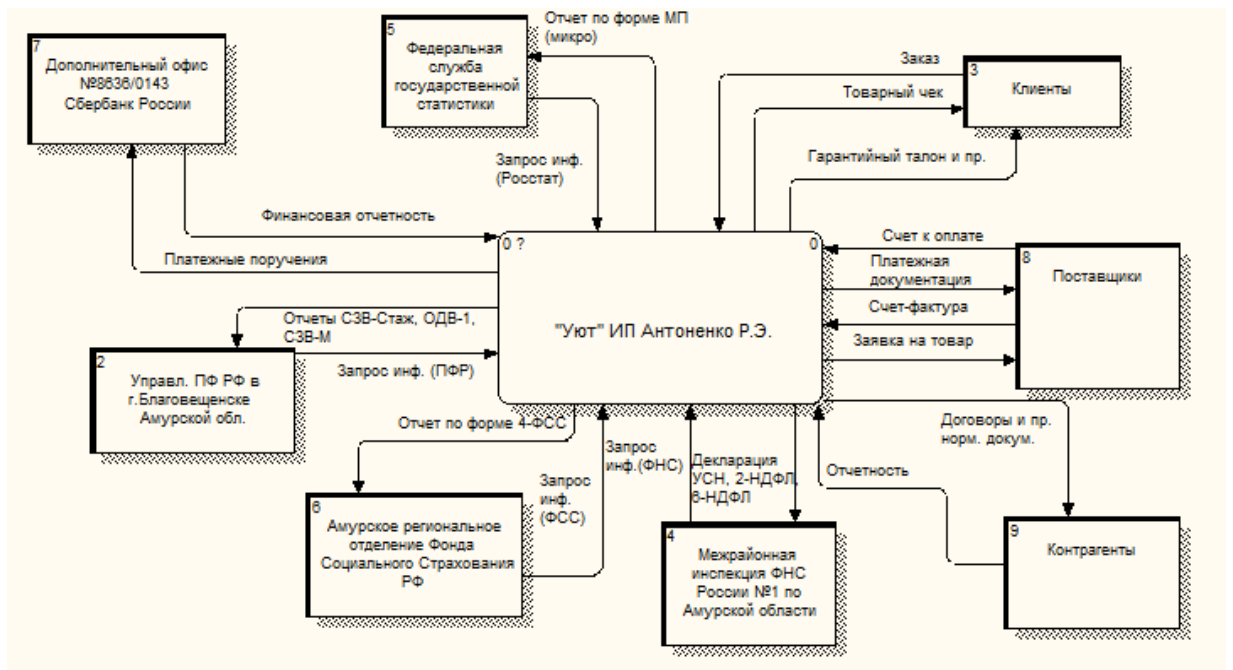 7
Дополнительный офис
№8636/0143
Сбербанк России
5
Федеральная
служба
государственной
статистики
Отчет по форме МП
(микро)
Заказ
3
Клиенты
Товарный чек
Гарантийный талон и пр.
Запрос инф.
(Росстат)
Финансовая отчетность
Платежные поручения
0 ?
0
"Уют" ИП Антоненко Р.Э.
Счет к оплате
Платежная
документация
Счет-фактура
Заявка на товар
8
Поставщики
Отчеты СЗВ-Стаж, ОДВ-1,
СЗВ-М
2
Управл. ПФ РФ в
г.Благовещенске
Амурской обл.
Запрос инф. (ПФР)
Отчет по форме 4-ФСС
Запрос
инф.
(ФСС)
Запрос
инф.(ФНС)
Декларация
УСН, 2-НДФЛ,
6-НДФЛ
Договоры и пр.
норм. докум.
Отчетность
6
Амурское региональное
отделение Фонда
Социального Страхования
РФ
4
Межрайонная
инспекция ФНС
России №1 по
Амурской области
9
Контрагенты